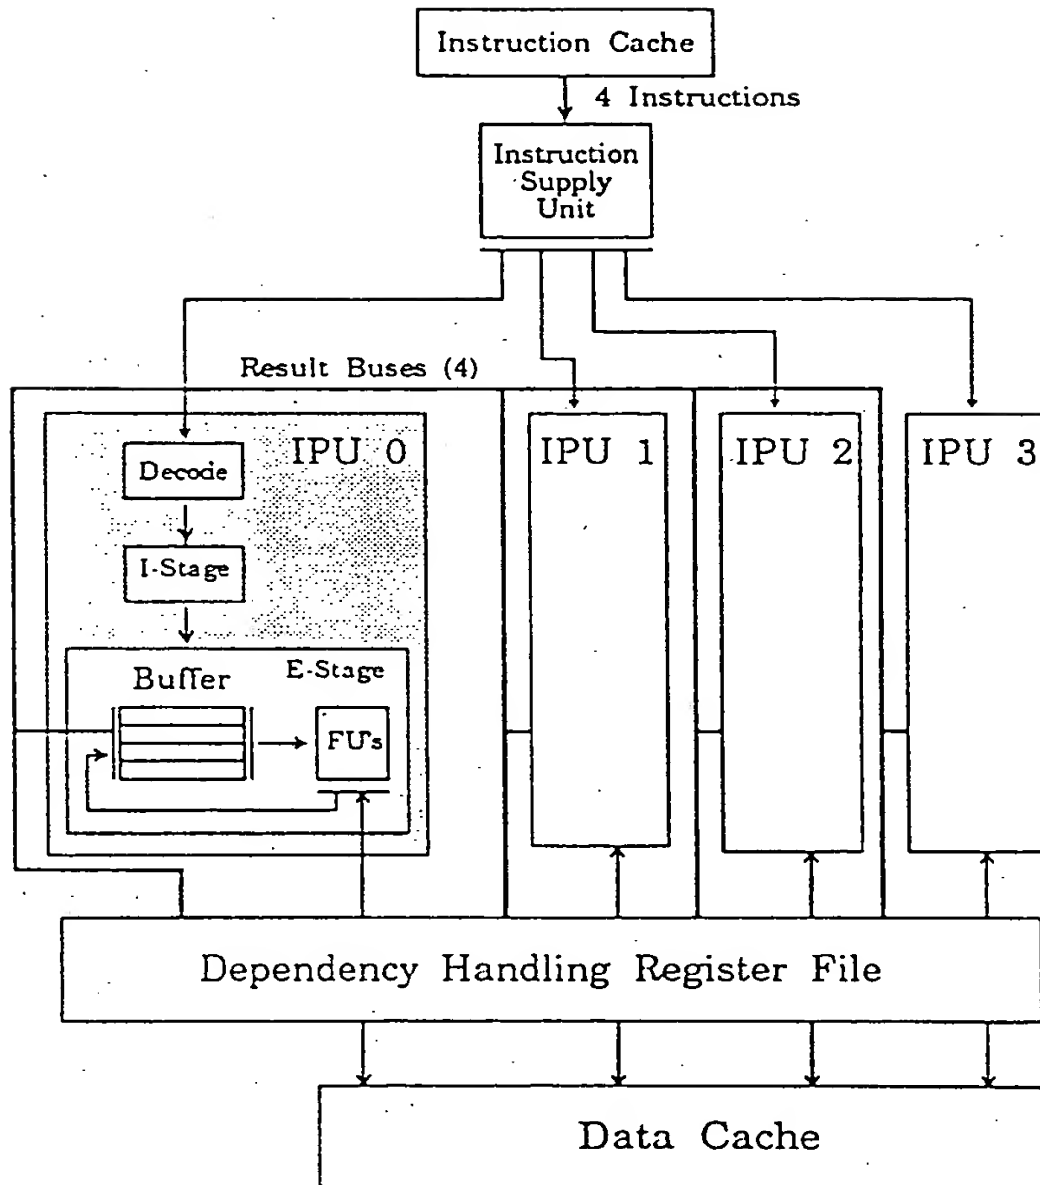 Instruction Cache
4 Instructions
Instruction
Supply
Unit
Result Buses (4)
IPU 0
IPU 1
IPU 2
IPU 3
Decode
I-Stage
E-Stage
Buffer
FU's
Dependency Handling Register File
Data Cache